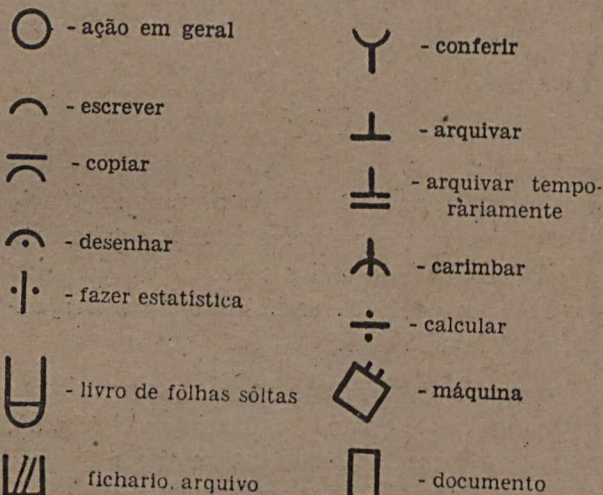 - ação em geral
- escrever
- copiar
- desenhar
- fazer estatística
- livro de fôlhas sôltas
- fichario, arquivo
- conferir
- arquivar
- arquivar tempo-
ràriamente
- carimbar
- calcular
- máquina
- documento